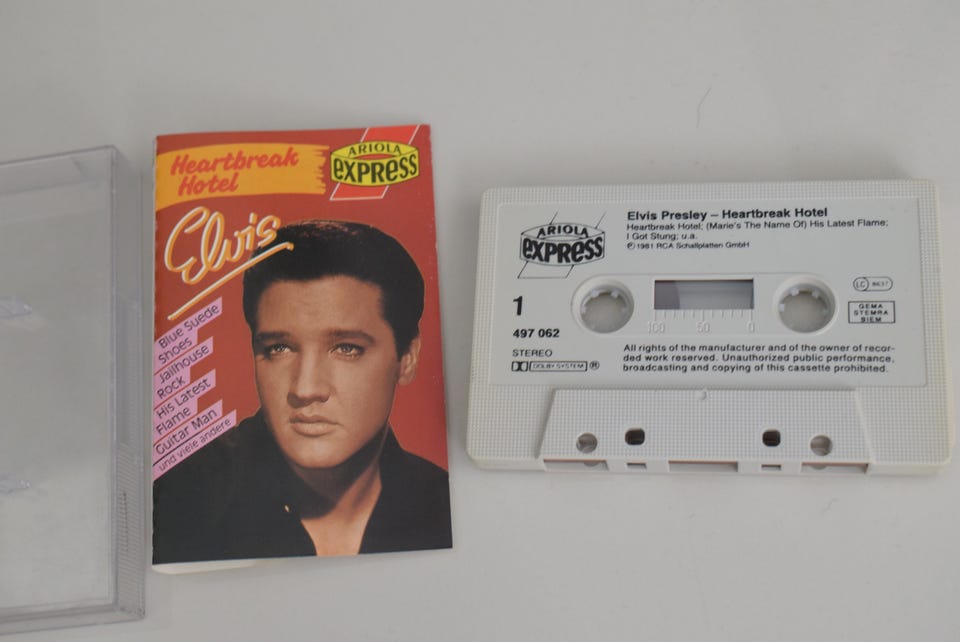 Heartbreak
Hotel
ARIOLA
EXPRESS
Elvis
Blue Suede
Shoes
Jailhouse
Rock
His Latest
Flame
Guitar Man
und viele andere
ARIOLA
EXPRESS
Elvis Presley – Heartbreak Hotel
Heartbreak Hotel; (Marie's The Name Of) His Latest Flame;
I Got Stung; u.a.
℗ 1981 RCA Schallplatten GmbH
1
497 062
STEREO
DOLBY SYSTEM ®
100 50 0
LC 8637
GEMA
STEMRA
BIEM
All rights of the manufacturer and of the owner of recor-
ded work reserved. Unauthorized public performance,
broadcasting and copying of this cassette prohibited.